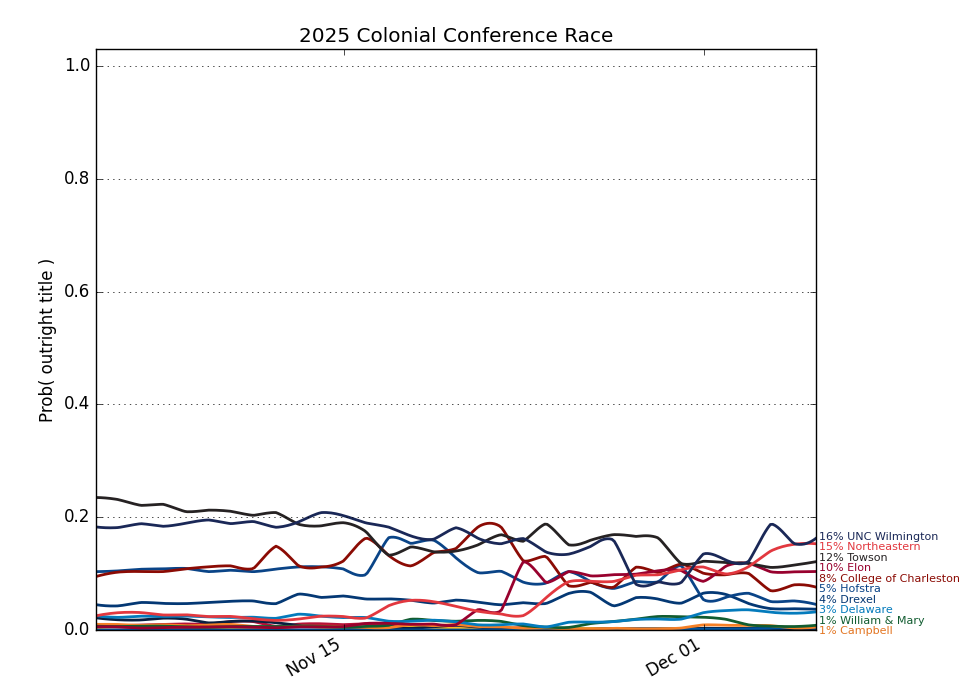 2025 Colonial Conference Race
Prob( outright title )
1.0
0.8
0.6
0.4
0.2
0.0
Nov 15
Dec 01
16% UNC Wilmington
15% Northeastern
12% Towson
10% Elon
8% College of Charleston
5% Hofstra
4% Drexel
3% Delaware
1% William & Mary
1% Campbell